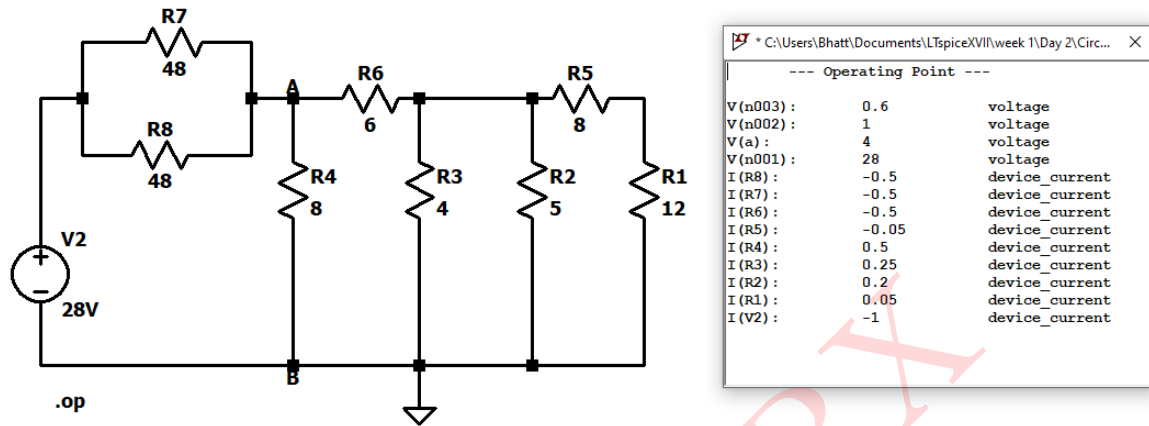 R7
48
R8
48
A
R6
6
R5
8
R4
8
R3
4
R2
5
R1
12
V2
28V
B
.op
* C:\Users\Bhatt\Documents\LTspiceXVII\week 1\Day 2\Circ...
--- Operating Point ---
V(n003): 0.6 voltage
V(n002): 1 voltage
V(a): 4 voltage
V(n001): 28 voltage
I(R8): -0.5 device_current
I(R7): -0.5 device_current
I(R6): -0.5 device_current
I(R5): -0.05 device_current
I(R4): 0.5 device_current
I(R3): 0.25 device_current
I(R2): 0.2 device_current
I(R1): 0.05 device_current
I(V2): -1 device_current